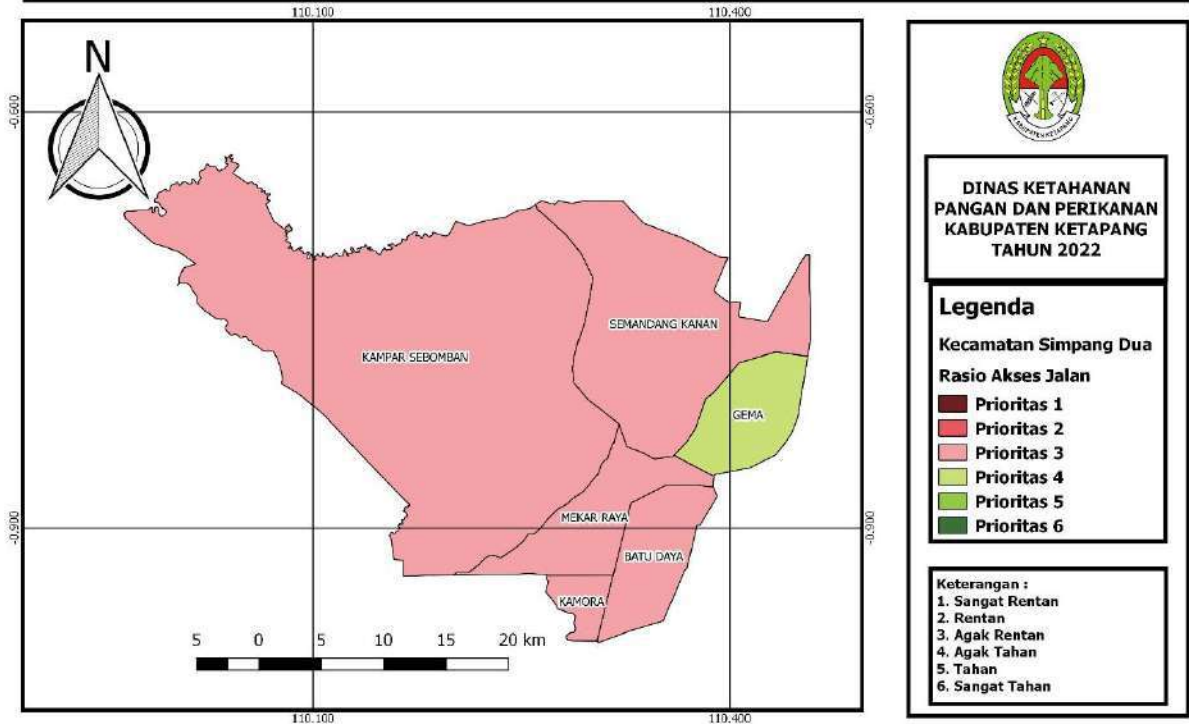 110.100
110.400
N
-0.600
-0.600
KABUPATEN KETAPANG
DINAS KETAHANAN
PANGAN DAN PERIKANAN
KABUPATEN KETAPANG
TAHUN 2022
SEMANDANG KANAN
KAMPAR SEBOMBAN
GEMA
MEKAR RAYA
BATU DAYA
KAMORA
-0.900
-0.900
5 0 5 10 15 20 km
110.100
110.400
Legenda
Kecamatan Simpang Dua
Rasio Akses Jalan
Prioritas 1
Prioritas 2
Prioritas 3
Prioritas 4
Prioritas 5
Prioritas 6
Keterangan :
1. Sangat Rentan
2. Rentan
3. Agak Rentan
4. Agak Tahan
5. Tahan
6. Sangat Tahan